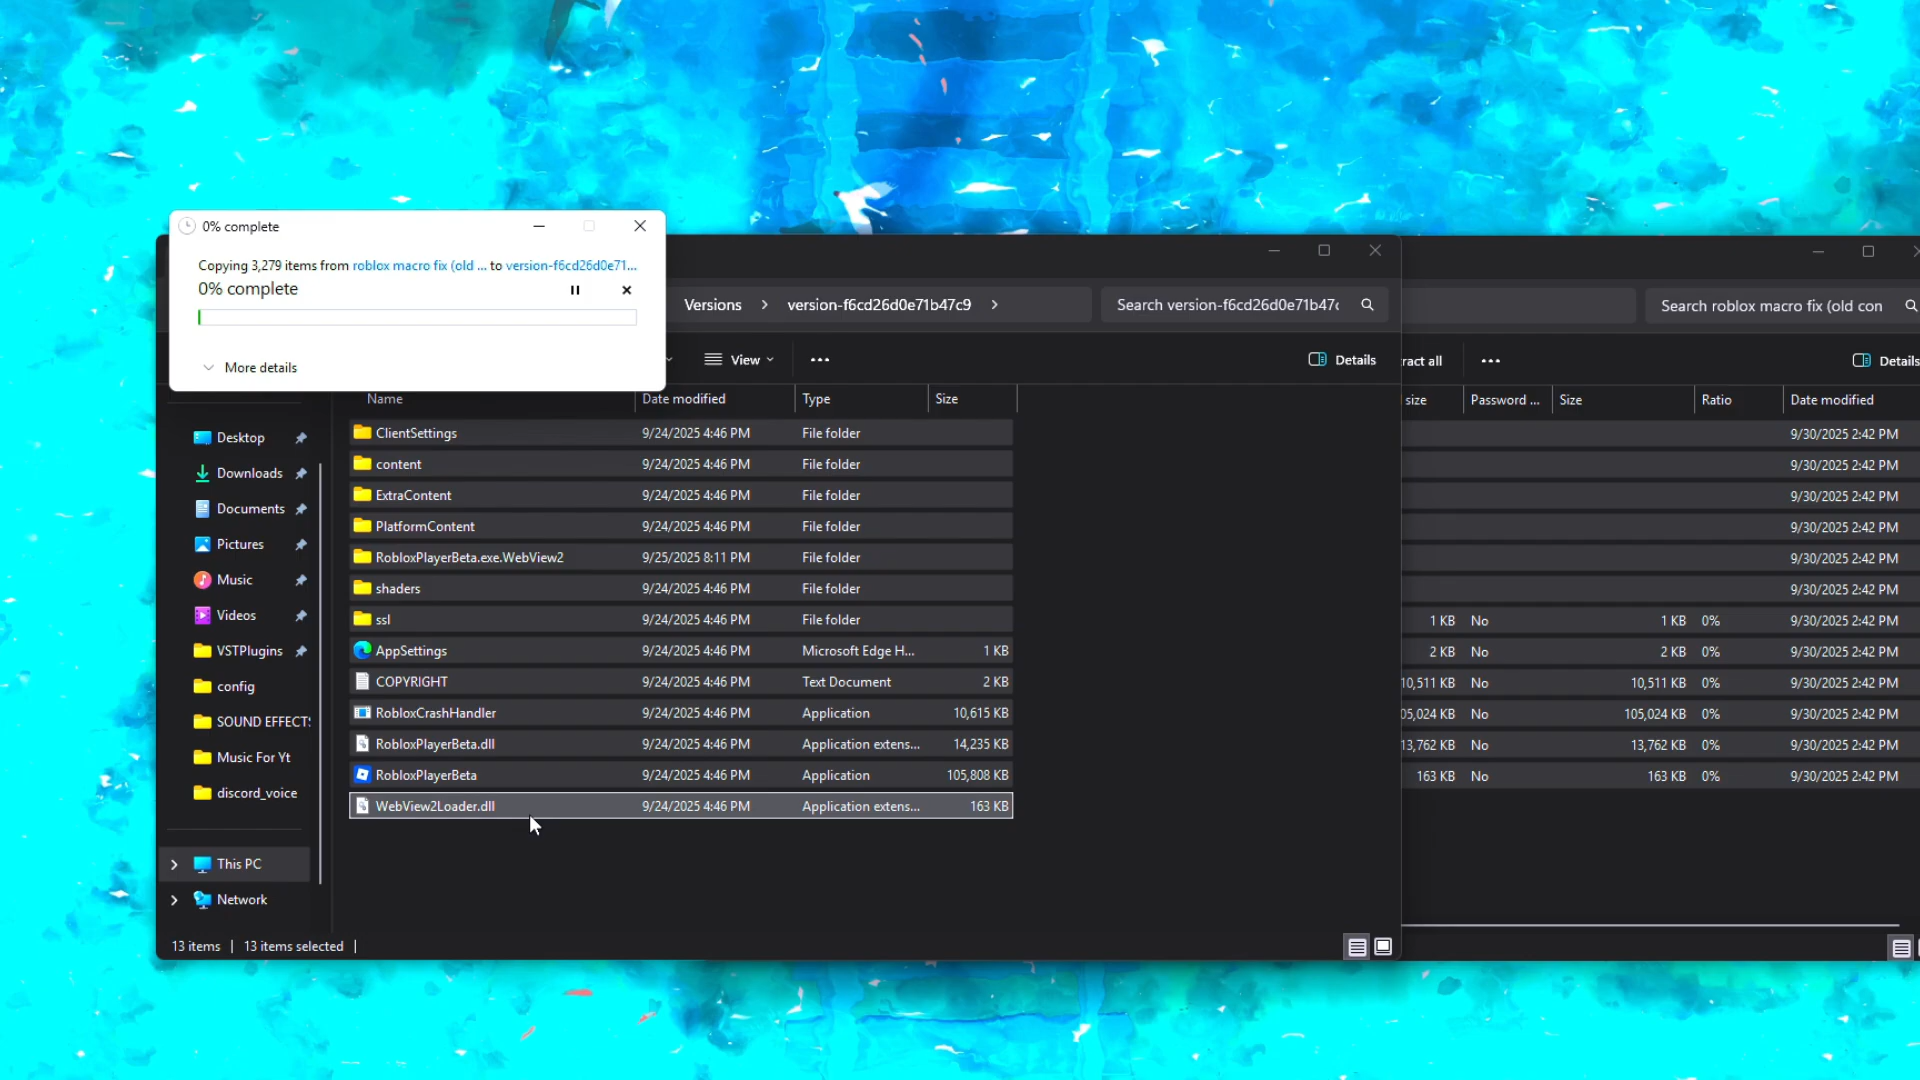 0% complete
Copying 3,279 items from roblox macro fix (old ... to version-f6cd26d0e71...
0% complete
More details
Versions > version-f6cd26d0e71b47c9 >
Search version-f6cd26d0e71b47c
Search roblox macro fix (old con
View
Details
ract all
Details
Name Date modified Type Size
size Password ... Size Ratio Date modified
Desktop
Downloads
Documents
Pictures
Music
Videos
VSTPlugins
config
SOUND EFFECTS
Music For Yt
discord_voice
This PC
Network
ClientSettings 9/24/2025 4:46 PM File folder
content 9/24/2025 4:46 PM File folder
ExtraContent 9/24/2025 4:46 PM File folder
PlatformContent 9/24/2025 4:46 PM File folder
RobloxPlayerBeta.exe.WebView2 9/25/2025 8:11 PM File folder
shaders 9/24/2025 4:46 PM File folder
ssl 9/24/2025 4:46 PM File folder
AppSettings 9/24/2025 4:46 PM Microsoft Edge H... 1 KB
COPYRIGHT 9/24/2025 4:46 PM Text Document 2 KB
RobloxCrashHandler 9/24/2025 4:46 PM Application 10,615 KB
RobloxPlayerBeta.dll 9/24/2025 4:46 PM Application extens... 14,235 KB
RobloxPlayerBeta 9/24/2025 4:46 PM Application 105,808 KB
WebView2Loader.dll 9/24/2025 4:46 PM Application extens... 163 KB
9/30/2025 2:42 PM
9/30/2025 2:42 PM
9/30/2025 2:42 PM
9/30/2025 2:42 PM
9/30/2025 2:42 PM
9/30/2025 2:42 PM
1 KB No 1 KB 0% 9/30/2025 2:42 PM
2 KB No 2 KB 0% 9/30/2025 2:42 PM
10,511 KB No 10,511 KB 0% 9/30/2025 2:42 PM
05,024 KB No 105,024 KB 0% 9/30/2025 2:42 PM
13,762 KB No 13,762 KB 0% 9/30/2025 2:42 PM
163 KB No 163 KB 0% 9/30/2025 2:42 PM
13 items | 13 items selected |